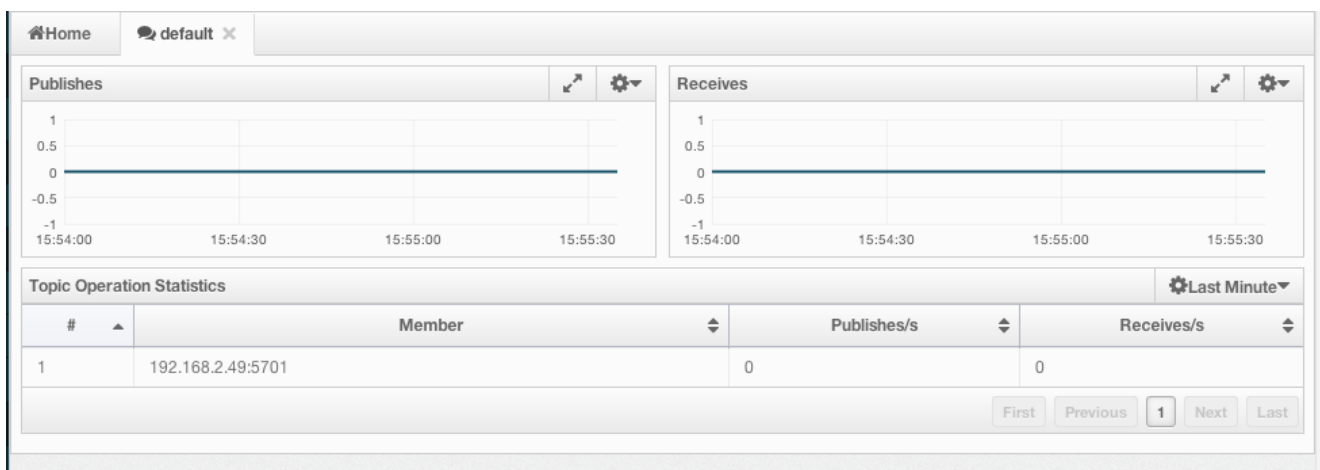 Home default
Publishes
1
0.5
0
-0.5
-1
15:54:00 15:54:30 15:55:00 15:55:30
Receives
1
0.5
0
-0.5
-1
15:54:00 15:54:30 15:55:00 15:55:30
Topic Operation Statistics Last Minute
# Member Publishes/s Receives/s
1 192.168.2.49:5701 0 0
First Previous 1 Next Last